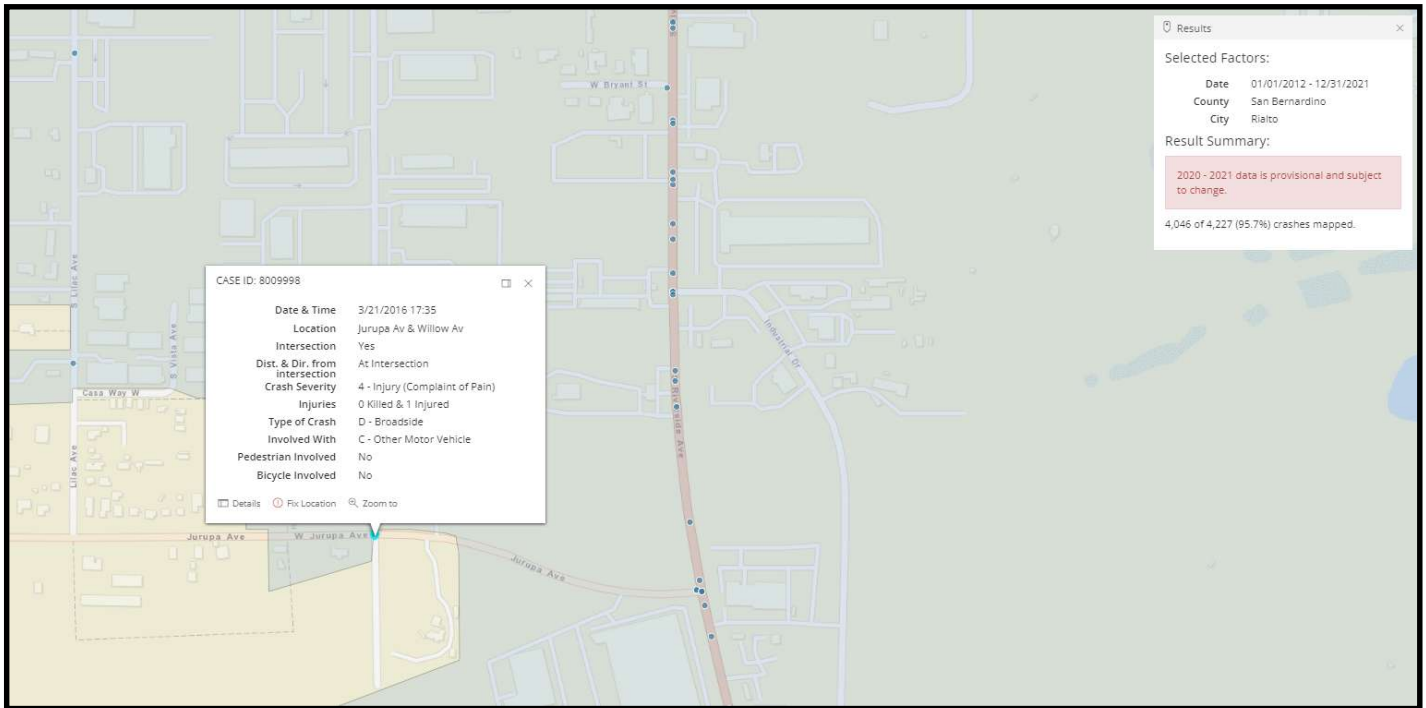 W Bryant St
S Lilac Ave
S Vista Ave
Casa Way W
Lilac Ave
Jurupa Ave
W Jurupa Ave
Jurupa Ave
Industrial Dr
Riverside Ave
CASE ID: 8009998
Date & Time 3/21/2016 17:35
Location Jurupa Av & Willow Av
Intersection Yes
Dist. & Dir. from At Intersection
intersection
Crash Severity 4 - Injury (Complaint of Pain)
Injuries 0 Killed & 1 Injured
Type of Crash D - Broadside
Involved With C - Other Motor Vehicle
Pedestrian Involved No
Bicycle Involved No
Details Fix Location Zoom to
Results
Selected Factors:
Date 01/01/2012 - 12/31/2021
County San Bernardino
City Rialto
Result Summary:
2020 - 2021 data is provisional and subject
to change.
4,046 of 4,227 (95.7%) crashes mapped.